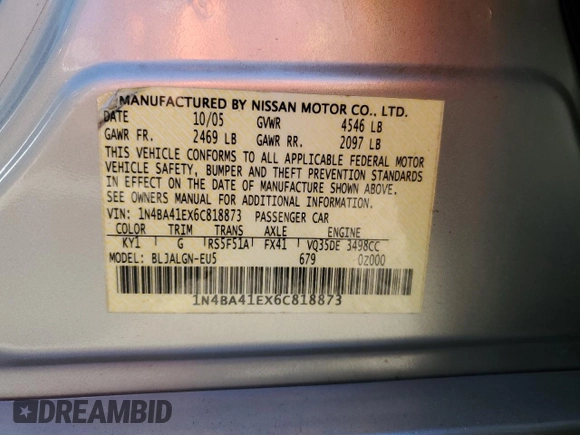 MANUFACTURED BY NISSAN MOTOR CO., LTD.
DATE 10/05 GVWR 4546 LB
GAWR FR. 2469 LB GAWR RR. 2097 LB
THIS VEHICLE CONFORMS TO ALL APPLICABLE FEDERAL MOTOR
VEHICLE SAFETY, BUMPER AND THEFT PREVENTION STANDARDS
IN EFFECT ON THE DATE OF MANUFACTURE SHOWN ABOVE.
SEE OWNERS MANUAL FOR ADDITIONAL INFORMATION
VIN: 1N4BA41EX6C818873 PASSENGER CAR
COLOR TRIM TRANS AXLE ENGINE
KY1 G RS5F51A FX41 VQ35DE 3498CC
MODEL: BLJALGN-EU5 679 0Z000
1N4BA41EX6C818873
DREAMBID